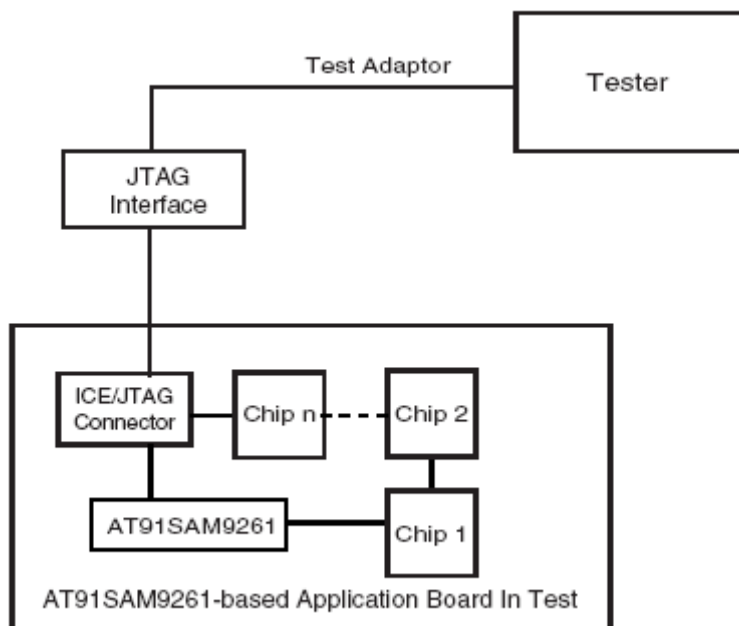 Test Adaptor
Tester
JTAG
Interface
ICE/JTAG
Connector
Chip n
Chip 2
AT91SAM9261
Chip 1
AT91SAM9261-based Application Board In Test